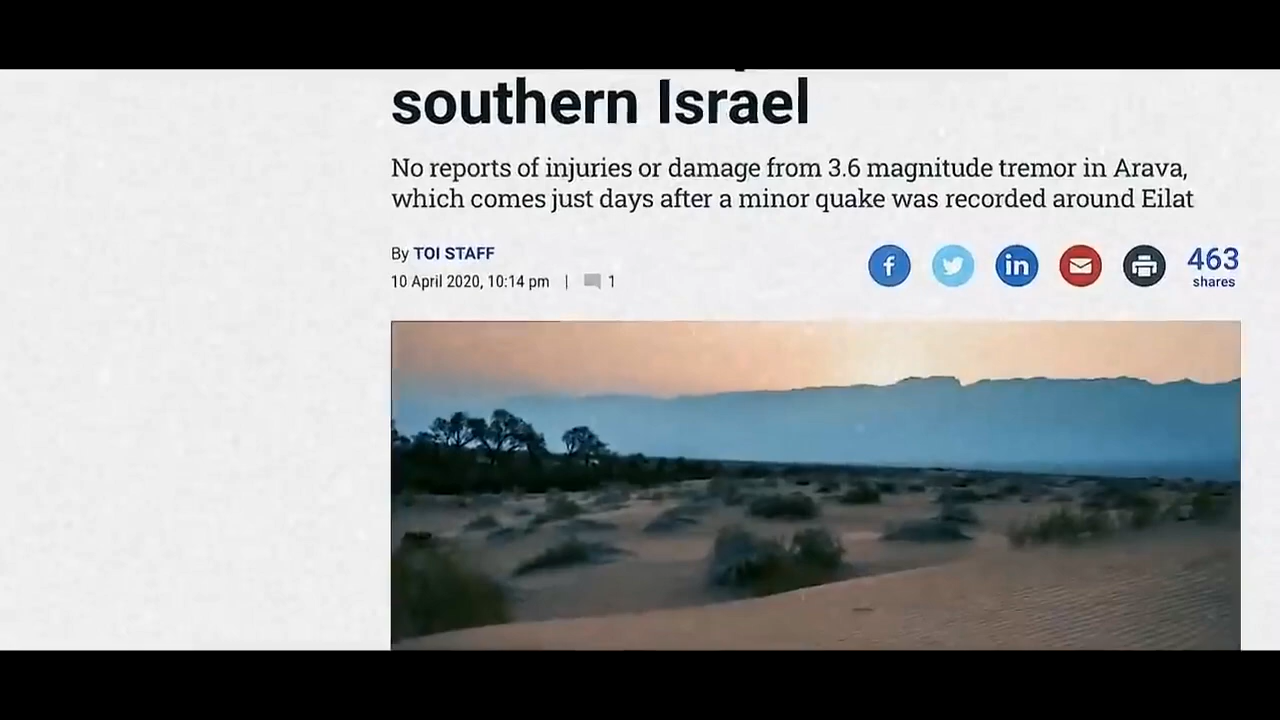 southern Israel
No reports of injuries or damage from 3.6 magnitude tremor in Arava,
which comes just days after a minor quake was recorded around Eilat
By TOI STAFF
10 April 2020, 10:14 pm | 1
f in 463
shares